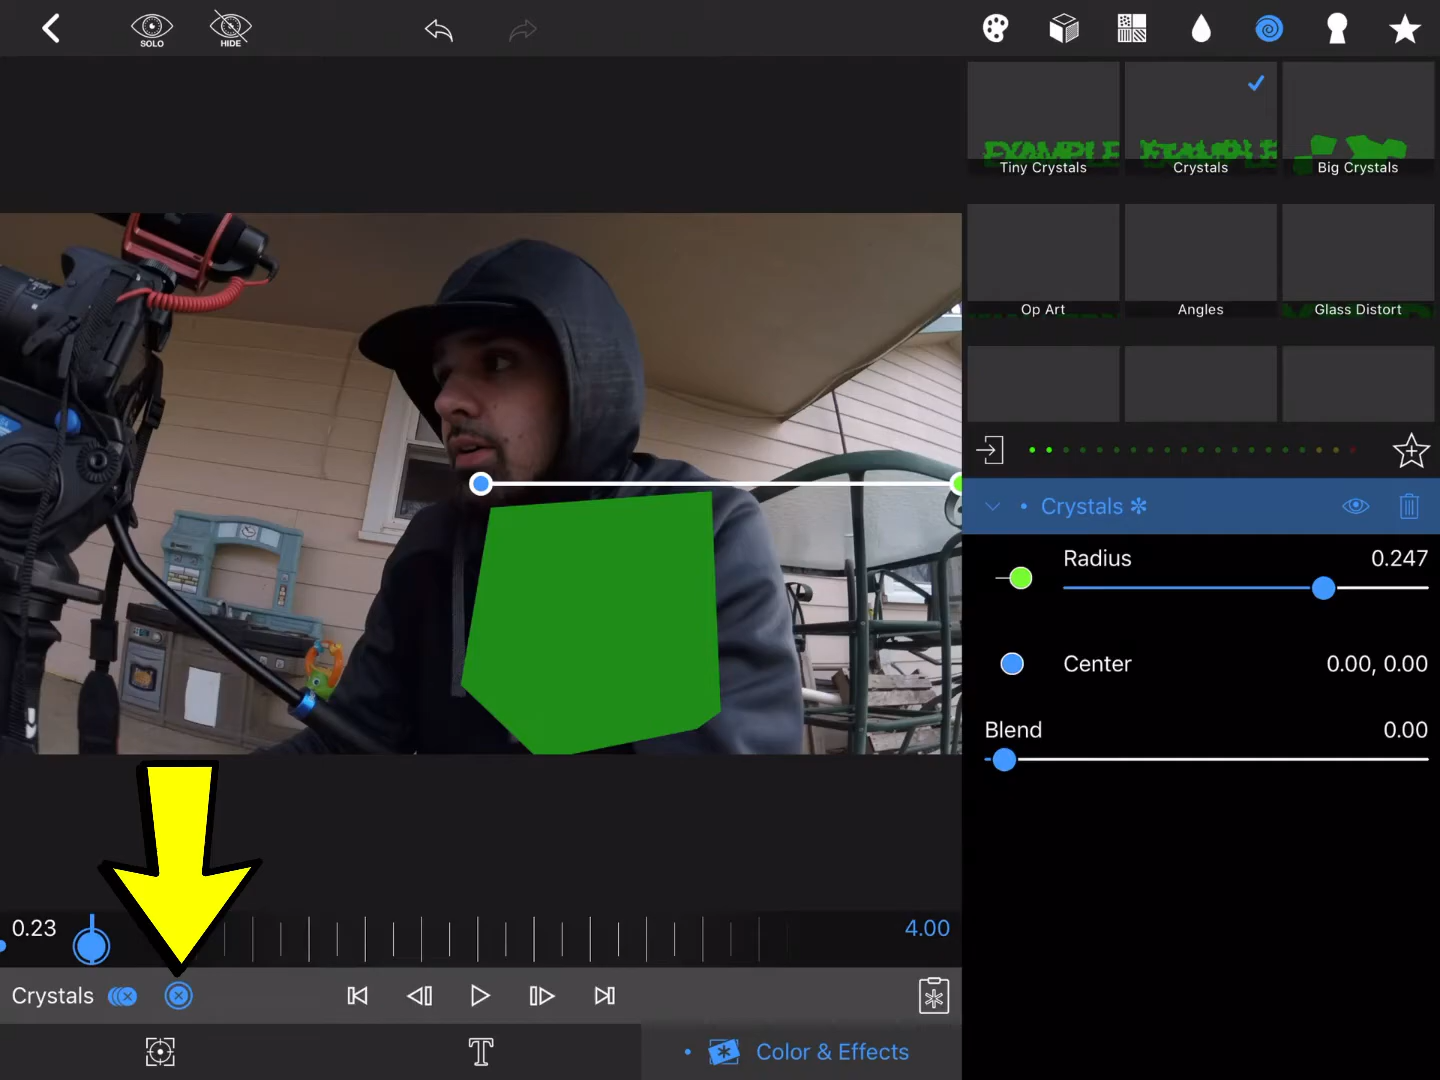 SOLO
HIDE
EXAMPLE
Tiny Crystals
Crystals
Big Crystals
Op Art
Angles
Glass Distort
Crystals
Radius
0.247
Center
0.00, 0.00
Blend
0.00
0.23
4.00
Crystals
T
Color & Effects